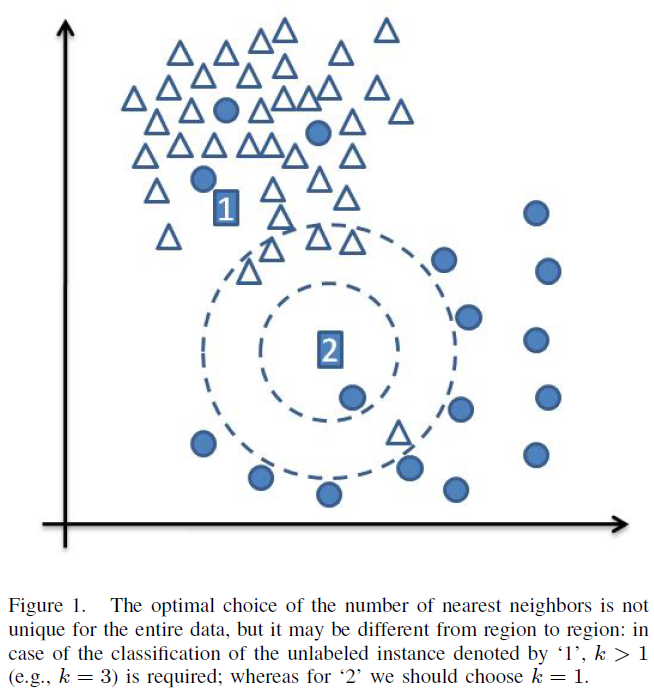 1
2
Figure 1. The optimal choice of the number of nearest neighbors is not
unique for the entire data, but it may be different from region to region: in
case of the classification of the unlabeled instance denoted by ‘1’, k > 1
(e.g., k = 3) is required; whereas for ‘2’ we should choose k = 1.